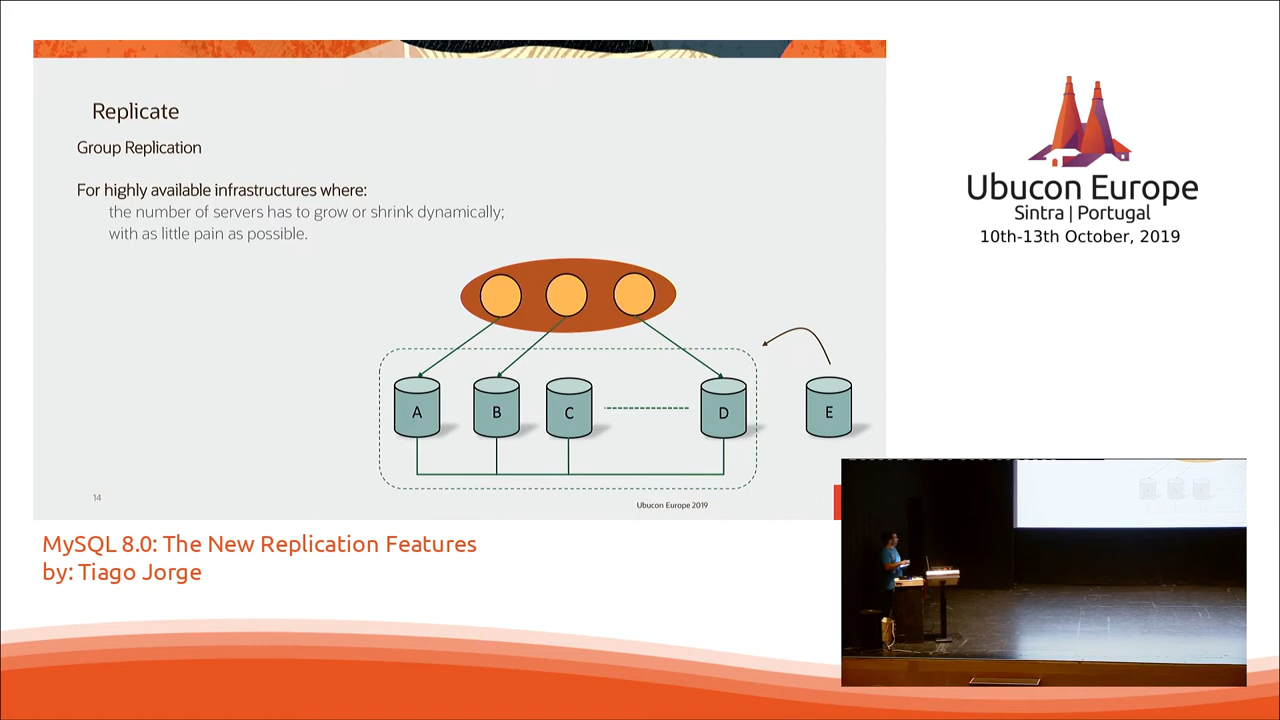 Replicate
Group Replication
For highly available infrastructures where:
the number of servers has to grow or shrink dynamically;
with as little pain as possible.
A
B
C
D
E
14
Ubucon Europe 2019
Ubucon Europe
Sintra | Portugal
10th-13th October, 2019
MySQL 8.0: The New Replication Features
by: Tiago Jorge